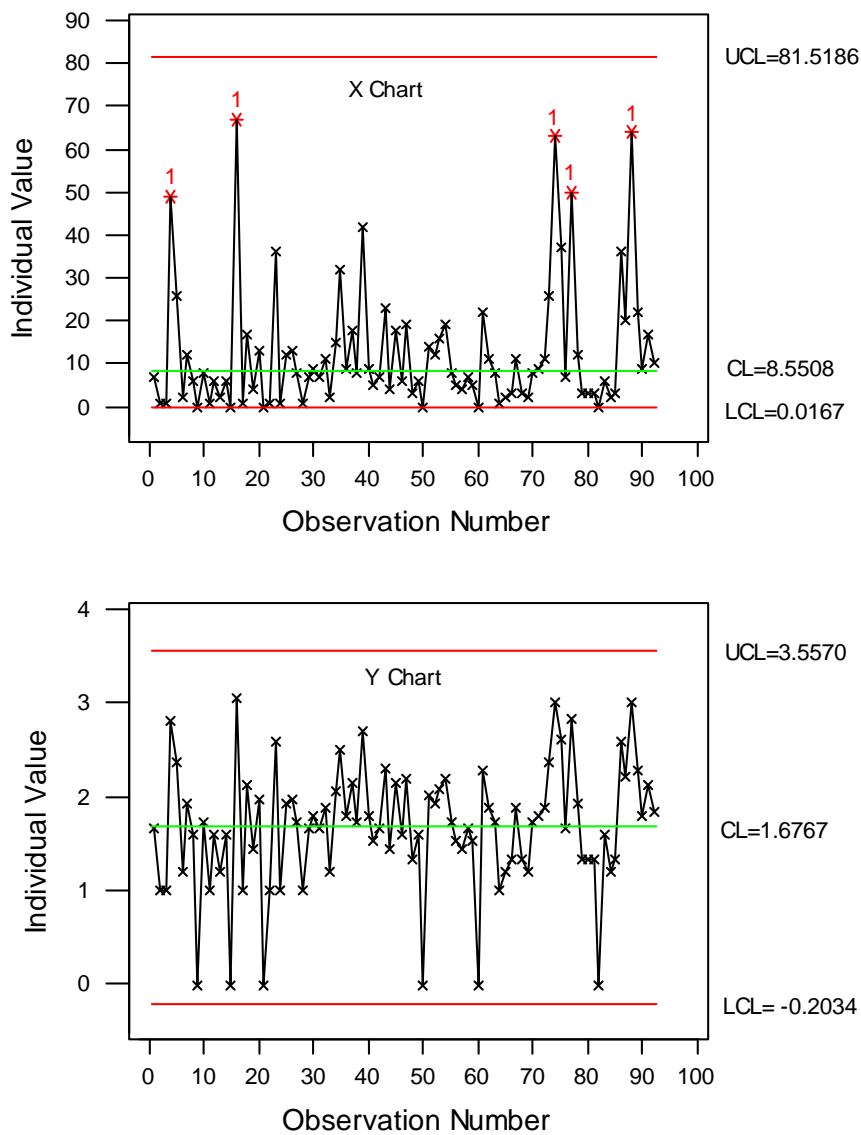 90
80
70
60
50
40
30
20
10
0
Individual Value
X Chart
1
1
1
1
1
UCL=81.5186
CL=8.5508
LCL=0.0167
0 10 20 30 40 50 60 70 80 90 100
Observation Number
4
3
2
1
0
Individual Value
Y Chart
UCL=3.5570
CL=1.6767
LCL= -0.2034
0 10 20 30 40 50 60 70 80 90 100
Observation Number